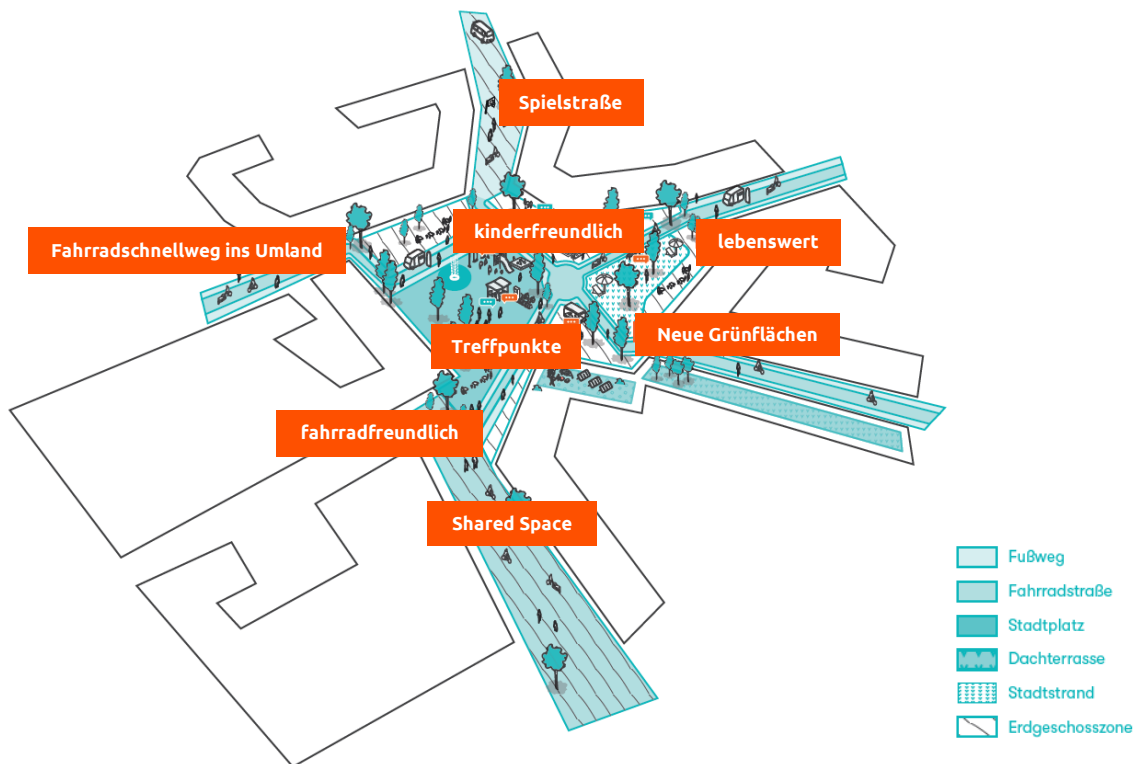 Spielstraße
kinderfreundlich
lebenswert
Fahrradschnellweg ins Umland
Treffpunkte
Neue Grünflächen
fahrradfreundlich
Shared Space
Fußweg
Fahrradstraße
Stadtplatz
Dachterrasse
Stadtstrand
Erdgeschosszone